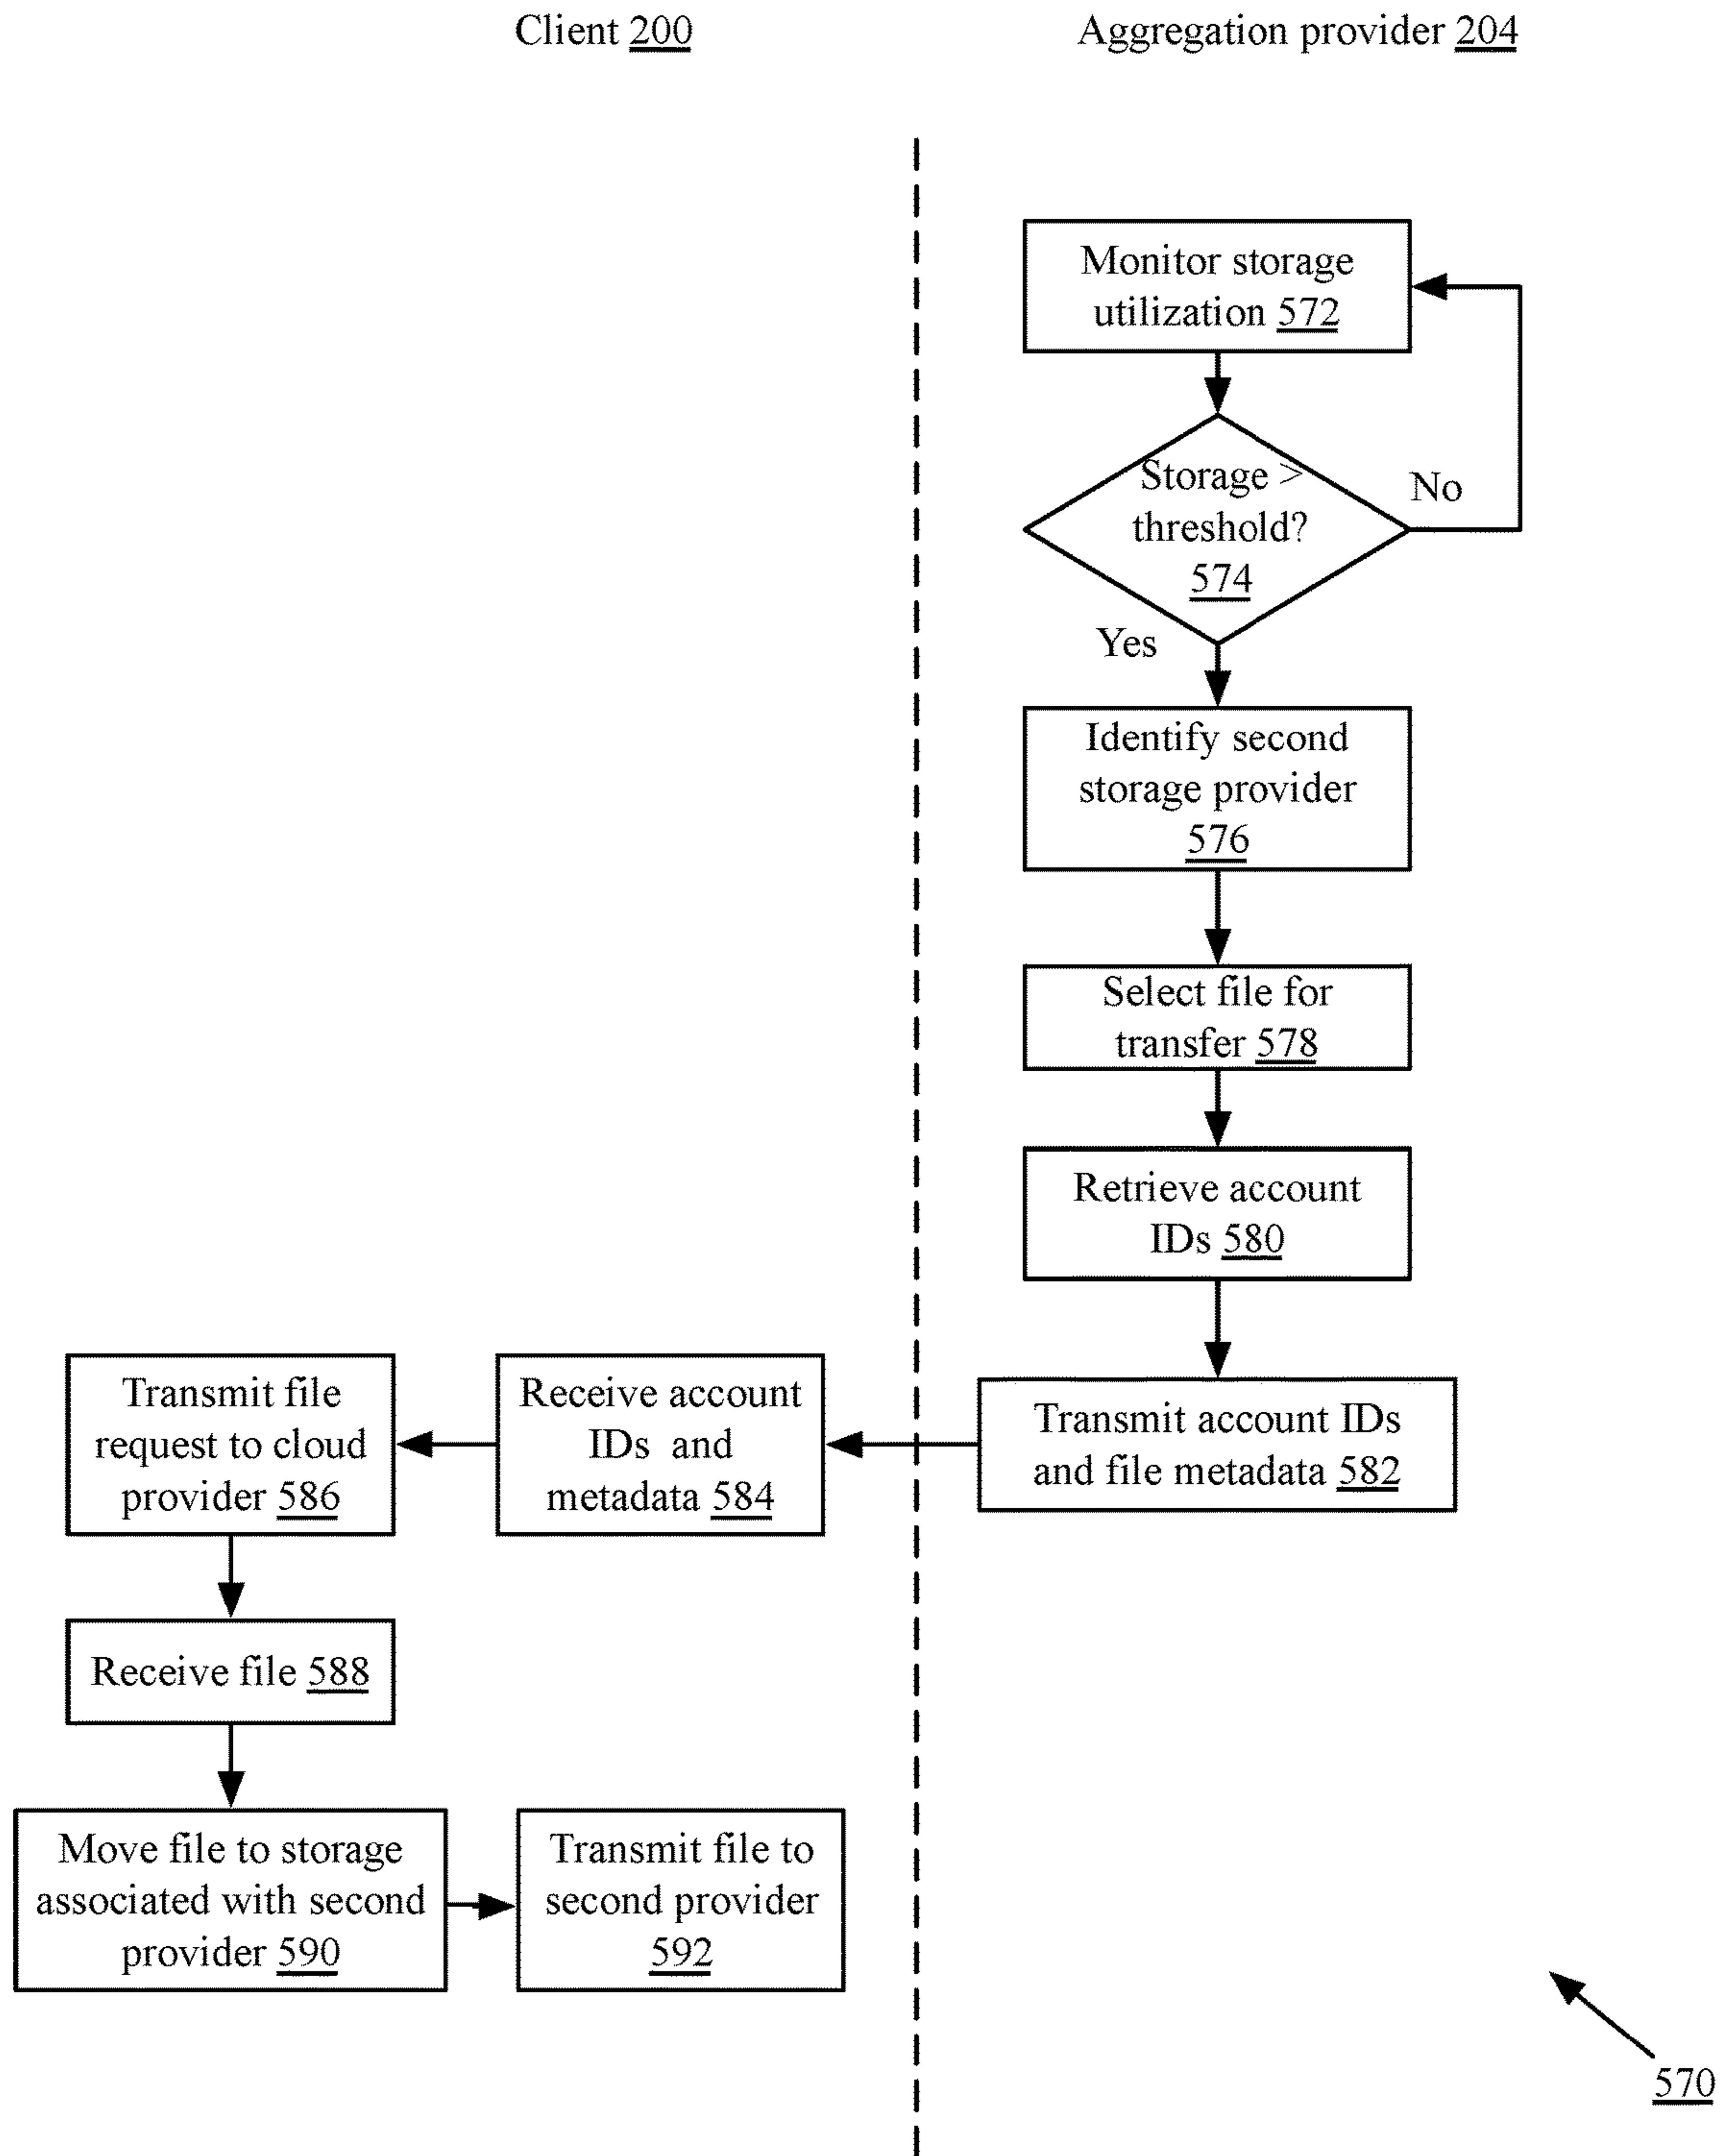 Client 200
Aggregation provider 204
Monitor storage
utilization 572
Storage >
threshold?
574
No
Yes
Identify second
storage provider
576
Select file for
transfer 578
Retrieve account
IDs 580
Transmit account IDs
and file metadata 582
Receive account
IDs and
metadata 584
Transmit file
request to cloud
provider 586
Receive file 588
Move file to storage
associated with second
provider 590
Transmit file to
second provider
592
570